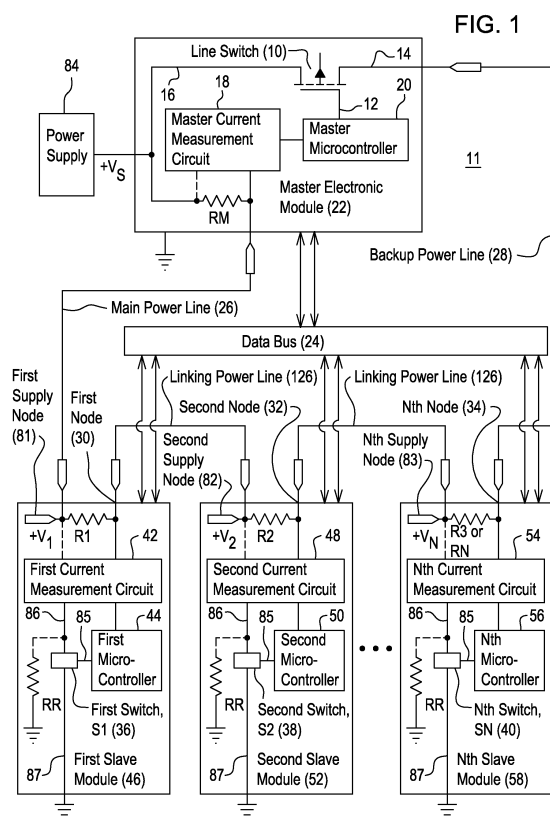 FIG. 1
Line Switch (10)
14
84
16
18
12
20
Power
Supply
+VS
Master Current
Measurement
Circuit
Master
Microcontroller
11
RM
Master Electronic
Module (22)
Backup Power Line (28)
Main Power Line (26)
Data Bus (24)
First
Supply
Node
(81)
First
Node
(30)
Linking Power Line (126)
Second Node (32)
Second
Supply
Node
(82)
Linking Power Line (126)
Nth Node (34)
Nth Supply
Node (83)
+V1
R1
42
+V2
R2
48
+VN
R3 or
RN
54
First Current
Measurement Circuit
Second Current
Measurement Circuit
Nth Current
Measurement Circuit
86
44
85
First
Micro-
Controller
RR
First Switch,
S1 (36)
87
First Slave
Module (46)
86
50
85
Second
Micro-
Controller
RR
Second Switch,
S2 (38)
87
Second Slave
Module (52)
86
56
85
Nth
Micro-
Controller
RR
Nth Switch,
SN (40)
87
Nth Slave
Module (58)